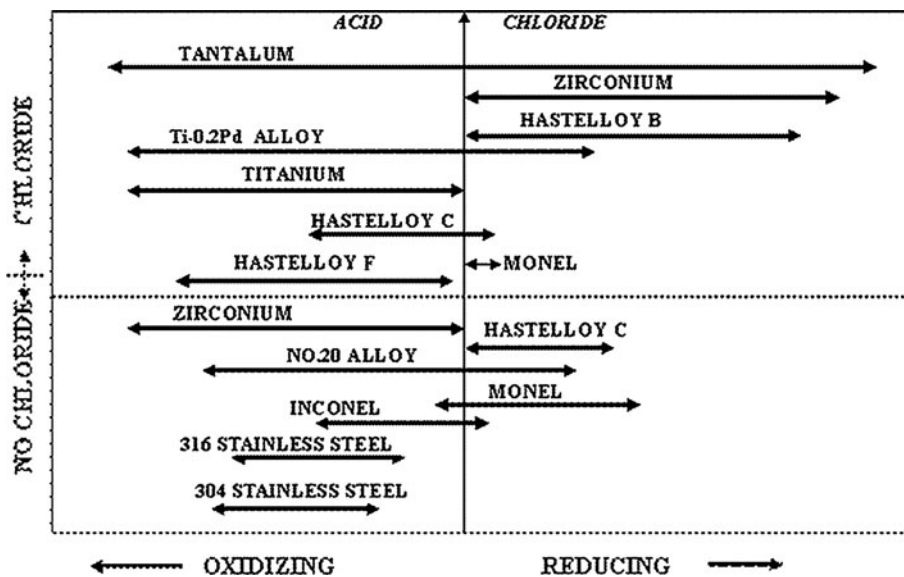 ACID CHLORIDE
TANTALUM
ZIRCONIUM
HASTELLOY B
Ti-0.2Pd ALLOY
TITANIUM
HASTELLOY C
HASTELLOY F
MONEL
ZIRCONIUM
HASTELLOY C
NO.20 ALLOY
MONEL
INCONEL
316 STAINLESS STEEL
304 STAINLESS STEEL
CHLORIDE
NO CHLORIDE
OXIDIZING REDUCING